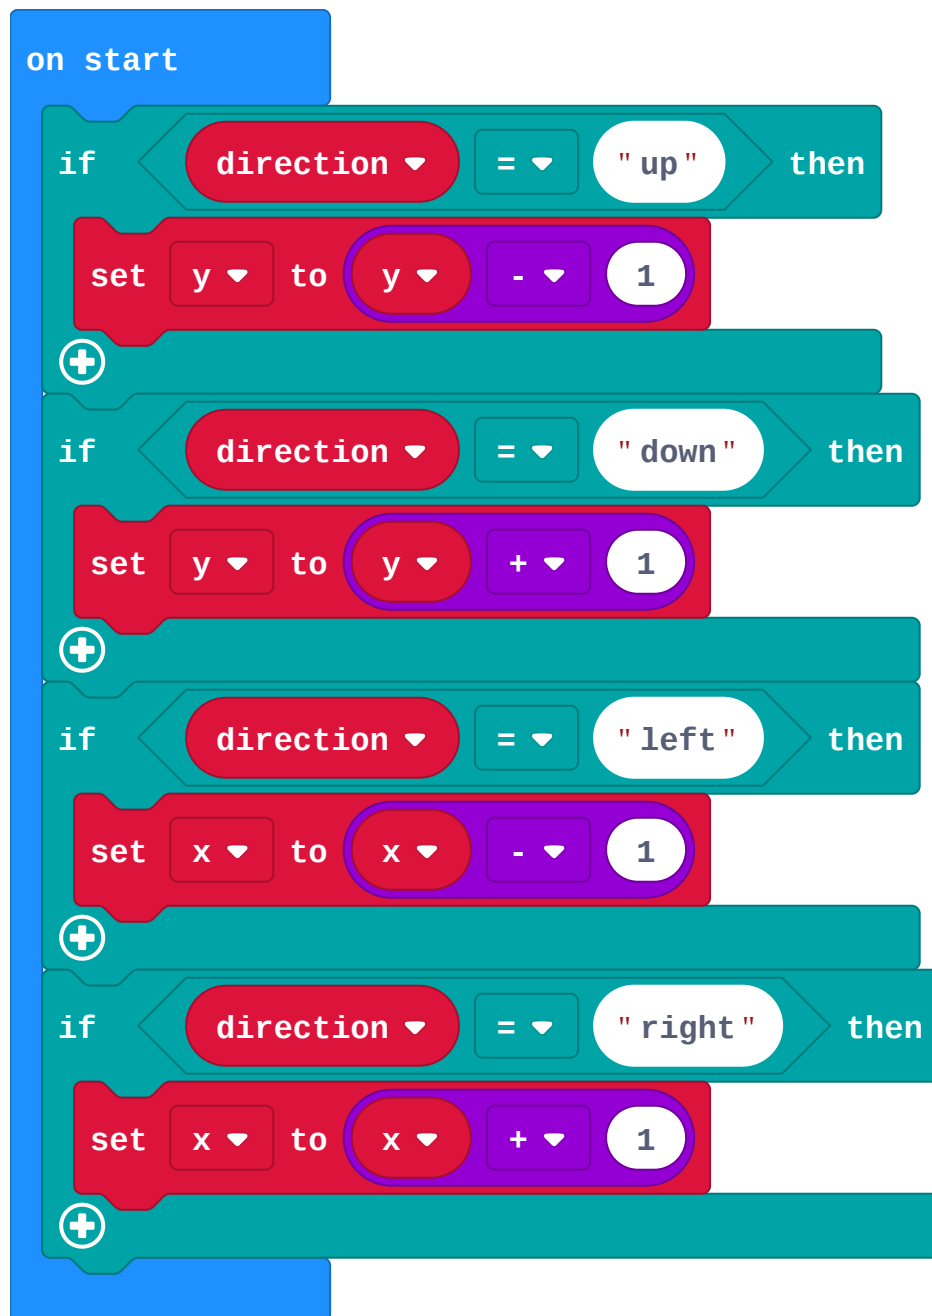 on start
if direction = "up" then
set y to y - 1
if direction = "down" then
set y to y + 1
if direction = "left" then
set x to x - 1
if direction = "right" then
set x to x + 1